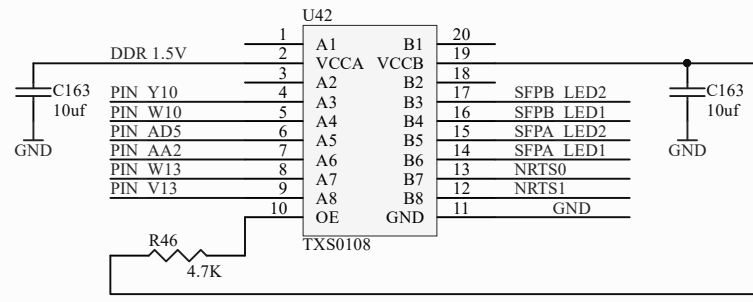 U42
1 A1 B1 20
DDR 1.5V 2 VCCA VCCB 19
3 A2 B2 18
C163 PIN Y10 4 A3 B3 17 SFPB LED2 C163
10uf PIN W10 5 A4 B4 16 SFPB LED1 10uf
PIN AD5 6 A5 B5 15 SFPA LED2
GND PIN AA2 7 A6 B6 14 SFPA LED1 GND
PIN W13 8 A7 B7 13 NRTS0
PIN V13 9 A8 B8 12 NRTS1
10 OE GND 11 GND
R46 TXS0108
4.7K